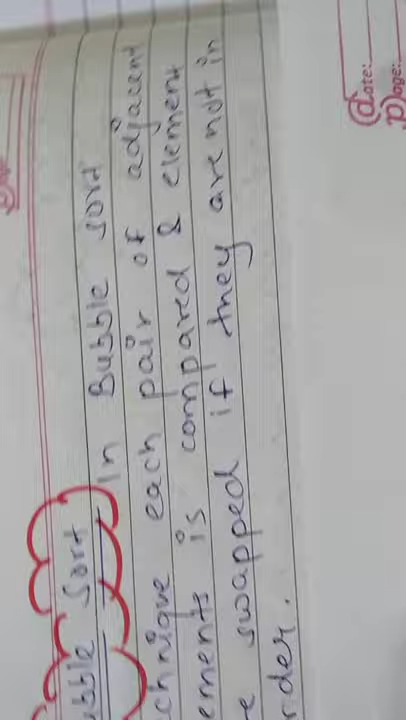 Date:
Page:
ubble Sort In Bubble sort
chnique each pair of adjacent
ements is compared & element
e swapped if they are not in
rder.